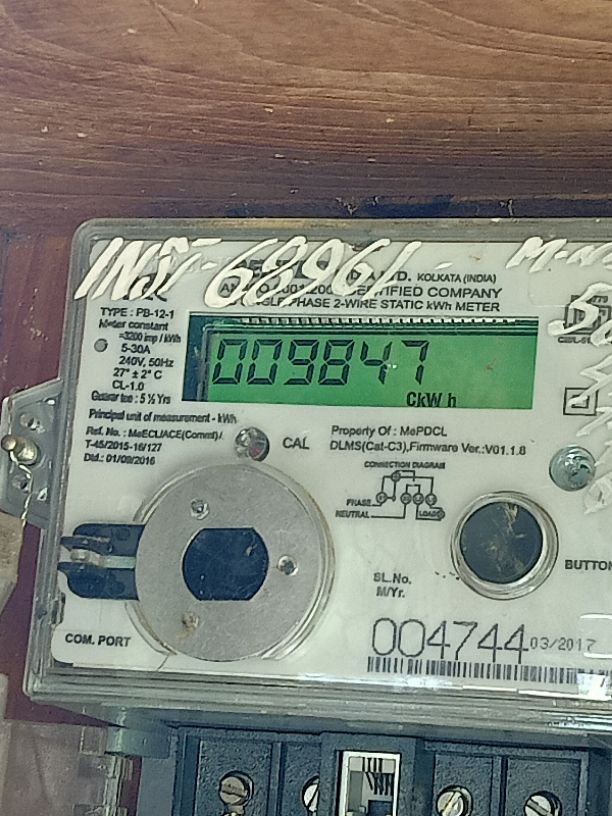 INST-68961 M-N
LTD. KOLKATA (INDIA)
CERTIFIED COMPANY
SINGLE PHASE 2-WIRE STATIC kWh METER
TYPE : PB-12-1
Meter constant
=3200 imp / kWh
5-30A
240V, 50Hz
27° ± 2° C
CL-1.0
Guarantee : 5 ½ Yrs
009847
CkWh
Principal unit of measurement - kWh
Ref. No. : MeECL/ACE(Comml)/
T-45/2015-16/127
Dtd.: 01/09/2016
CAL
Property Of : MePDCL
DLMS(Cat-C3),Firmware Ver.:V01.1.8
CONNECTION DIAGRAM
PHASE
NEUTRAL
LOAD
BUTTON
SL.No.
M/Yr.
COM. PORT
004744 03/2017